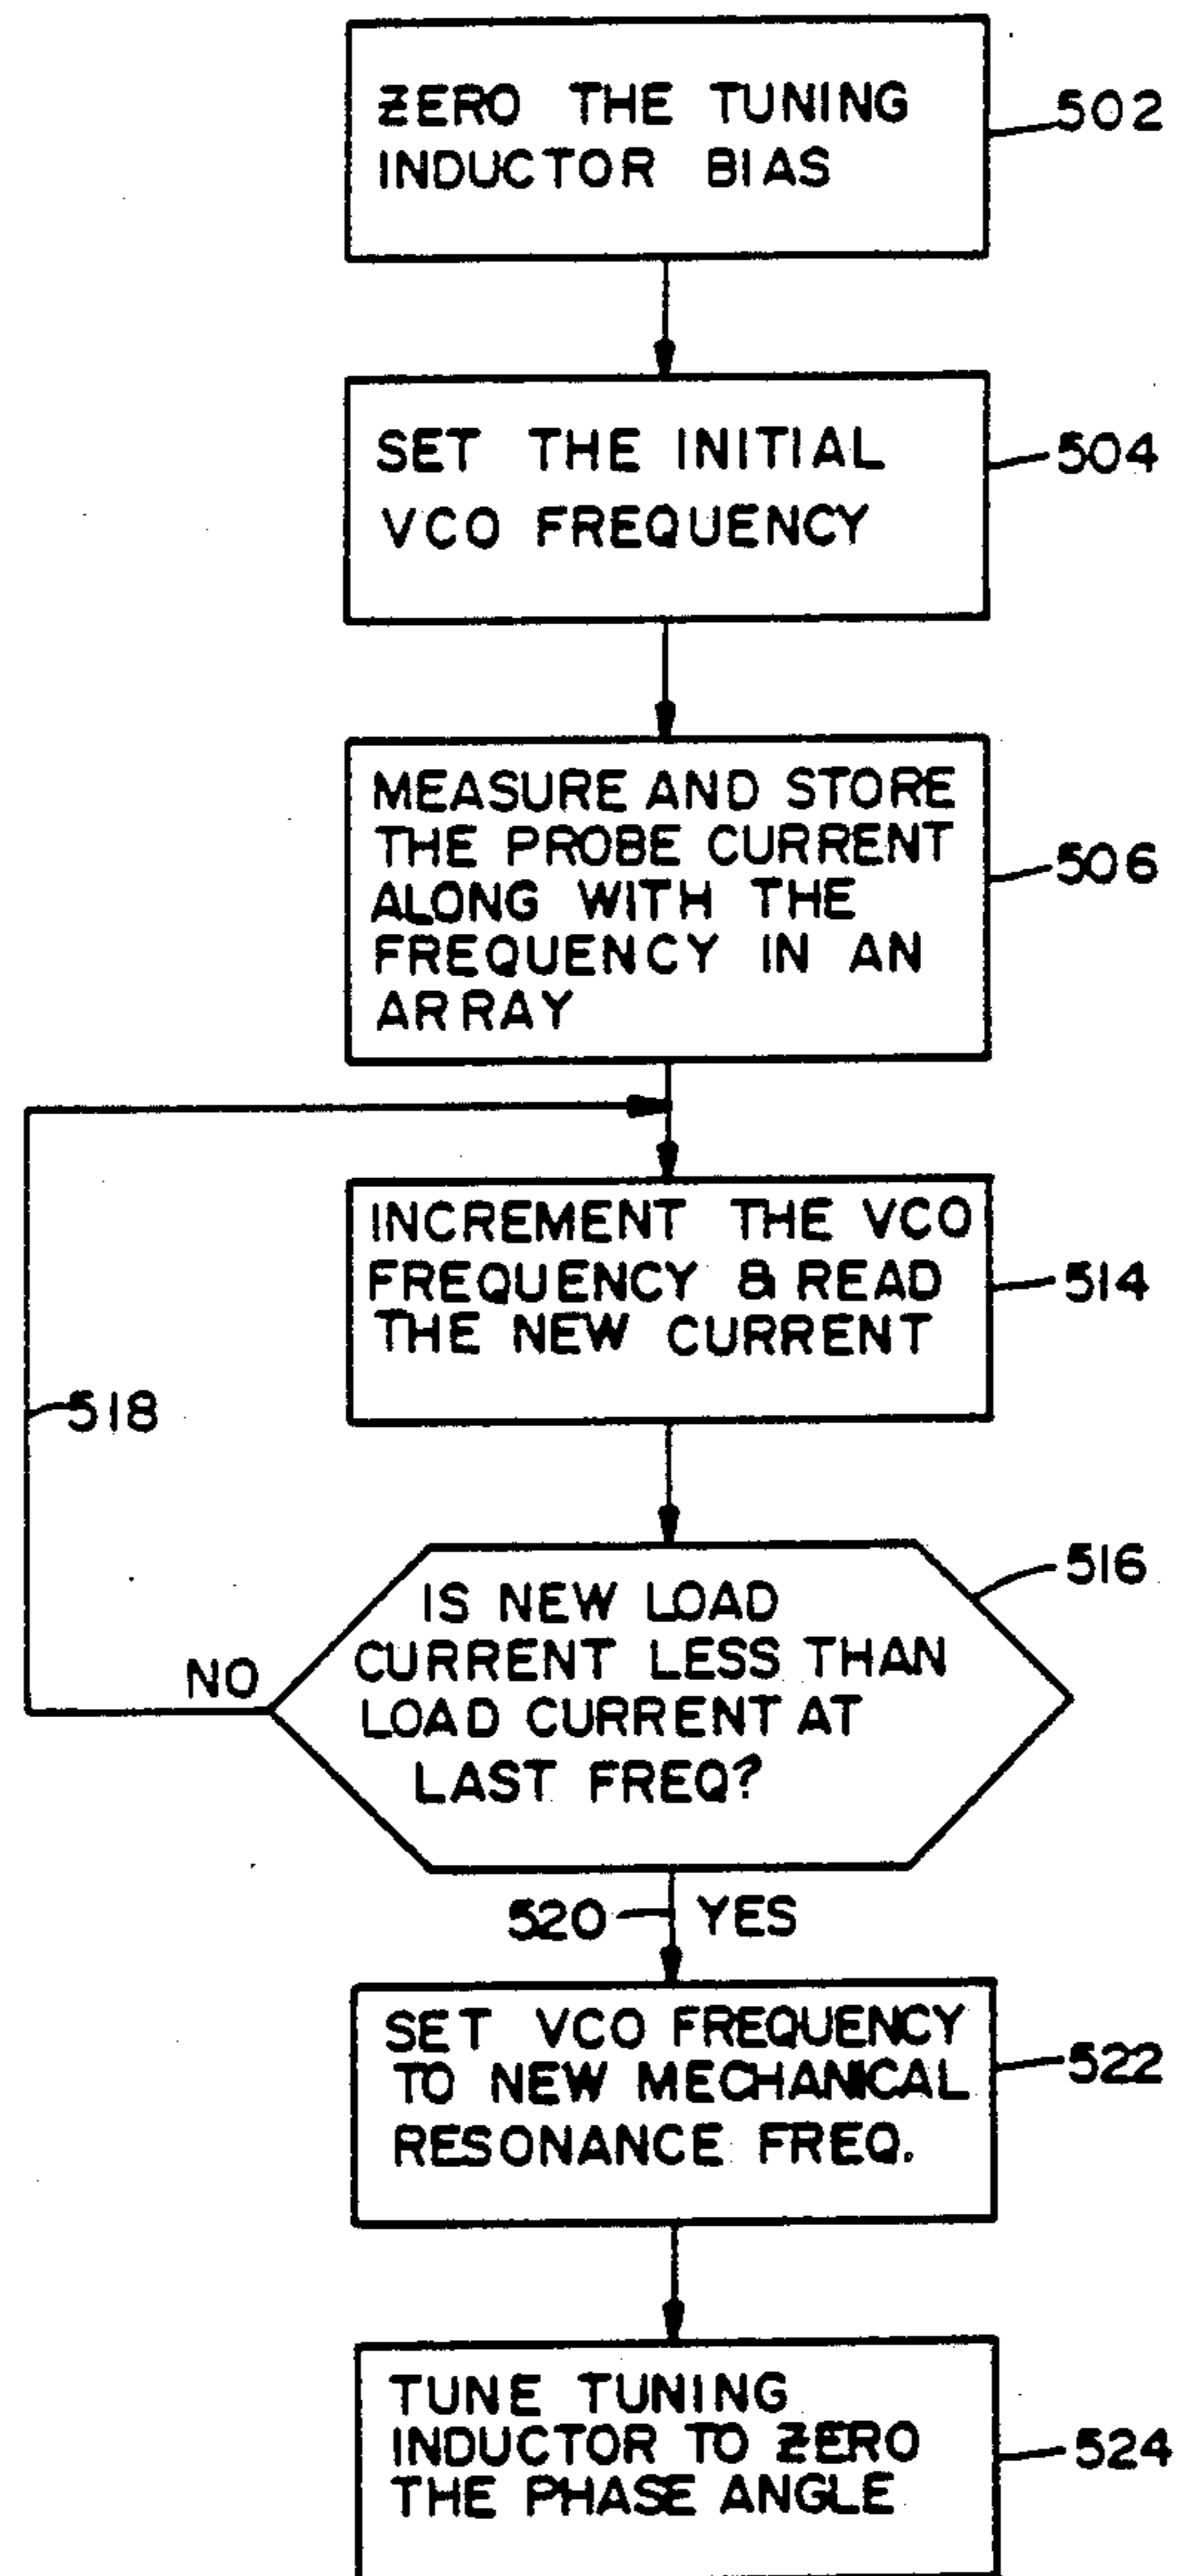 ZERO THE TUNING
INDUCTOR BIAS
502
SET THE INITIAL
VCO FREQUENCY
504
MEASURE AND STORE
THE PROBE CURRENT
ALONG WITH THE
FREQUENCY IN AN
ARRAY
506
INCREMENT THE VCO
FREQUENCY & READ
THE NEW CURRENT
514
518
516
IS NEW LOAD
CURRENT LESS THAN
LOAD CURRENT AT
LAST FREQ?
NO
520 YES
SET VCO FREQUENCY
TO NEW MECHANICAL
RESONANCE FREQ.
522
TUNE TUNING
INDUCTOR TO ZERO
THE PHASE ANGLE
524